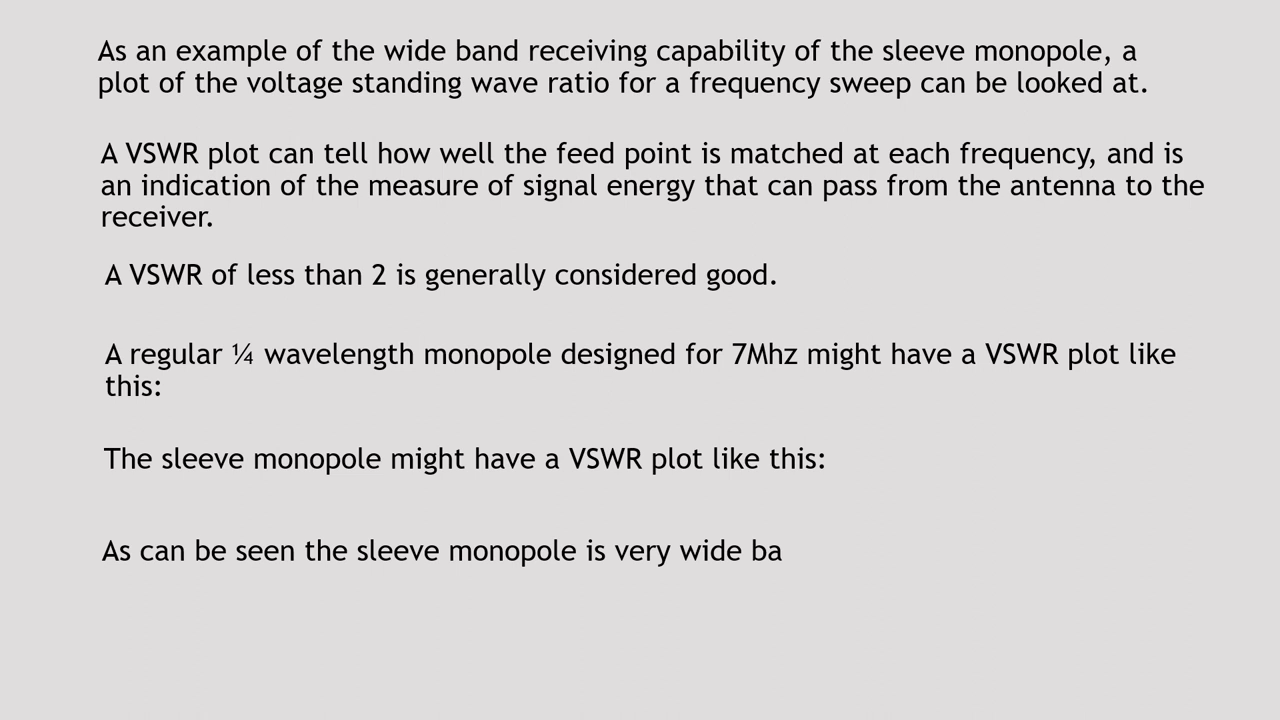 As an example of the wide band receiving capability of the sleeve monopole, a
plot of the voltage standing wave ratio for a frequency sweep can be looked at.
A VSWR plot can tell how well the feed point is matched at each frequency, and is
an indication of the measure of signal energy that can pass from the antenna to the
receiver.
A VSWR of less than 2 is generally considered good.
A regular ¼ wavelength monopole designed for 7Mhz might have a VSWR plot like
this:
The sleeve monopole might have a VSWR plot like this:
As can be seen the sleeve monopole is very wide ba